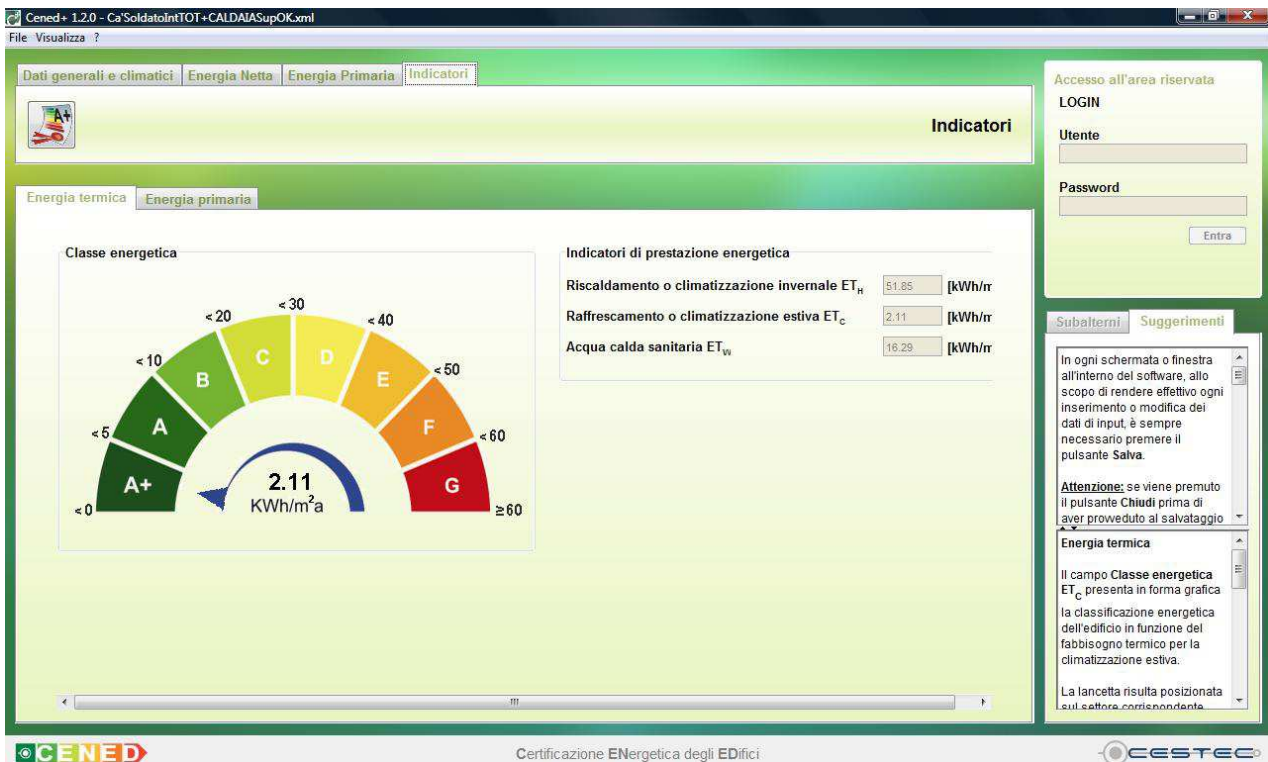 Cened+ 1.2.0 - Ca'SoldatoIntTOT+CALDAIASupOK.xml
File Visualizza ?
Dati generali e climatici Energia Netta Energia Primaria Indicatori
A+
Indicatori
Energia termica Energia primaria
Classe energetica
<0
<5
<10
<20
<30
<40
<50
<60
≥60
A+
A
B
C
D
E
F
G
2.11
KWh/m²a
Indicatori di prestazione energetica
Riscaldamento o climatizzazione invernale ETH 51.85 [kWh/m
Raffrescamento o climatizzazione estiva ETC 2.11 [kWh/m
Acqua calda sanitaria ETW 16.29 [kWh/m
Accesso all'area riservata
LOGIN
Utente
Password
Entra
Subalterni Suggerimenti
In ogni schermata o finestra
all'interno del software, allo
scopo di rendere effettivo ogni
inserimento o modifica dei
dati di input, è sempre
necessario premere il
pulsante Salva.
Attenzione: se viene premuto
il pulsante Chiudi prima di
aver provveduto al salvataggio
Energia termica
Il campo Classe energetica
ETC presenta in forma grafica
la classificazione energetica
dell'edificio in funzione del
fabbisogno termico per la
climatizzazione estiva.
La lancetta risulta posizionata
sul settore corrispondente
CENED
Certificazione ENergetica degli EDifici
CESTEC